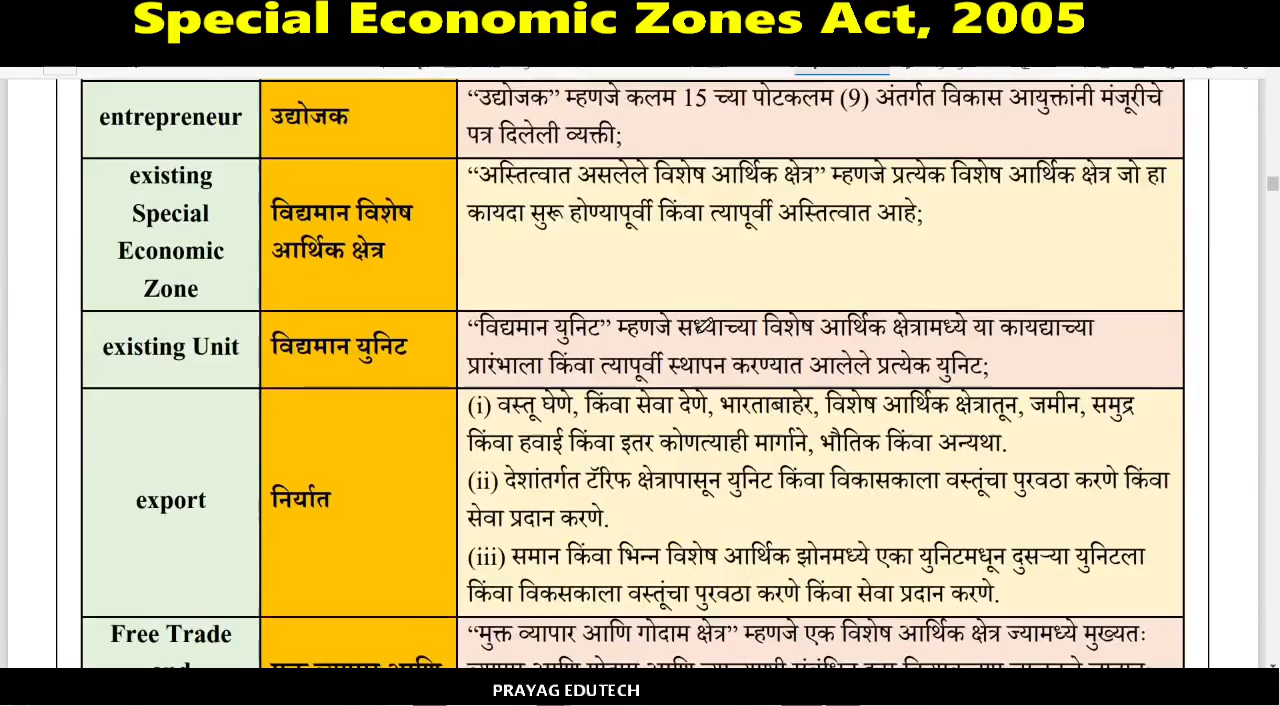 Special Economic Zones Act, 2005
entrepreneur
उद्योजक
“उद्योजक” म्हणजे कलम 15 च्या पोटकलम (9) अंतर्गत विकास आयुक्तांनी मंजूरीचे
पत्र दिलेली व्यक्ती;
existing
Special
Economic
Zone
विद्यमान विशेष
आर्थिक क्षेत्र
“अस्तित्वात असलेले विशेष आर्थिक क्षेत्र” म्हणजे प्रत्येक विशेष आर्थिक क्षेत्र जो हा
कायदा सुरू होण्यापूर्वी किंवा त्यापूर्वी अस्तित्वात आहे;
existing Unit
विद्यमान युनिट
“विद्यमान युनिट” म्हणजे सध्याच्या विशेष आर्थिक क्षेत्रामध्ये या कायद्याच्या
प्रारंभाला किंवा त्यापूर्वी स्थापन करण्यात आलेले प्रत्येक युनिट;
export
निर्यात
(i) वस्तू घेणे, किंवा सेवा देणे, भारताबाहेर, विशेष आर्थिक क्षेत्रातून, जमीन, समुद्र
किंवा हवाई किंवा इतर कोणत्याही मार्गाने, भौतिक किंवा अन्यथा.
(ii) देशांतर्गत टॅरिफ क्षेत्रापासून युनिट किंवा विकासकाला वस्तूंचा पुरवठा करणे किंवा
सेवा प्रदान करणे.
(iii) समान किंवा भिन्न विशेष आर्थिक झोनमध्ये एका युनिटमधून दुसऱ्या युनिटला
किंवा विकसकाला वस्तूंचा पुरवठा करणे किंवा सेवा प्रदान करणे.
Free Trade
“मुक्त व्यापार आणि गोदाम क्षेत्र” म्हणजे एक विशेष आर्थिक क्षेत्र ज्यामध्ये मुख्यतः
PRAYAG EDUTECH